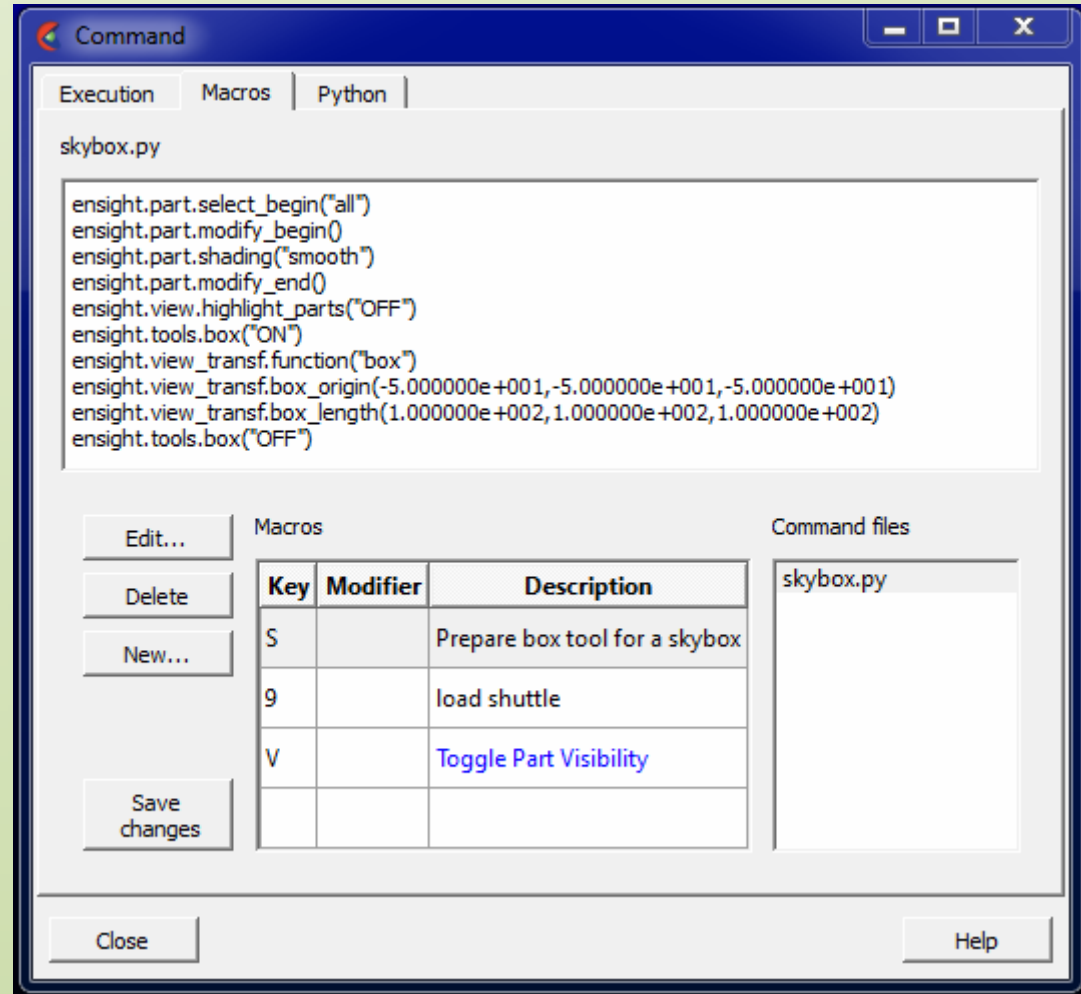 Command
Execution Macros Python
skybox.py
ensight.part.select_begin("all")
ensight.part.modify_begin()
ensight.part.shading("smooth")
ensight.part.modify_end()
ensight.view.highlight_parts("OFF")
ensight.tools.box("ON")
ensight.view_transf.function("box")
ensight.view_transf.box_origin(-5.000000e+001,-5.000000e+001,-5.000000e+001)
ensight.view_transf.box_length(1.000000e+002,1.000000e+002,1.000000e+002)
ensight.tools.box("OFF")
Edit...
Delete
New...
Save
changes
Macros
Key Modifier Description
S Prepare box tool for a skybox
9 load shuttle
V Toggle Part Visibility
Command files
skybox.py
Close
Help